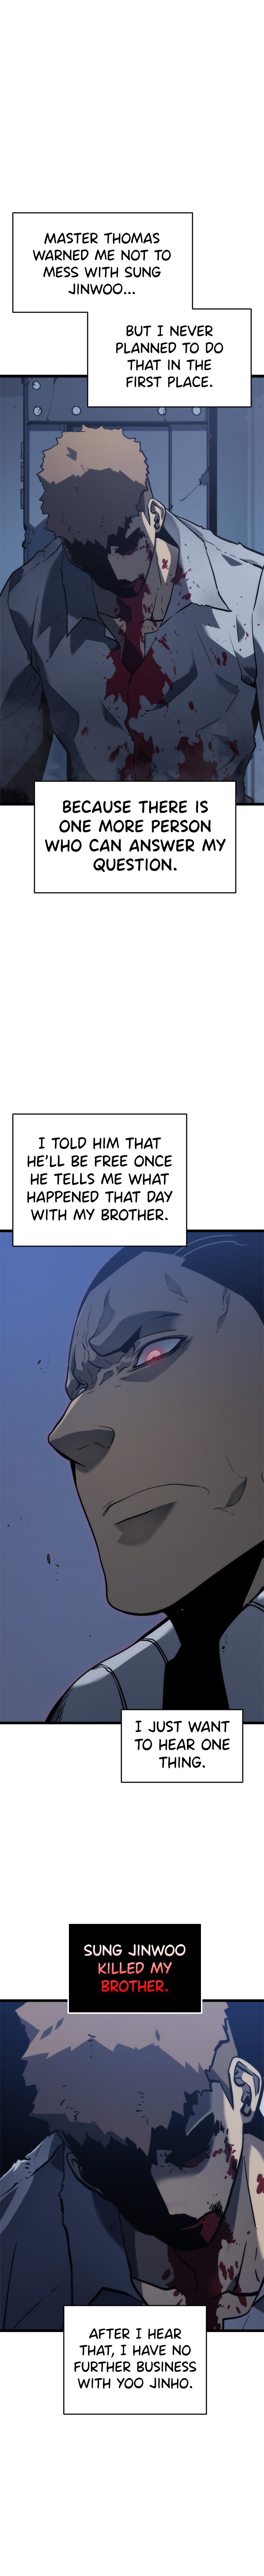 MASTER THOMAS
WARNED ME NOT TO
MESS WITH SUNG
JINWOO...
BUT I NEVER
PLANNED TO DO
THAT IN THE
FIRST PLACE.
BECAUSE THERE IS
ONE MORE PERSON
WHO CAN ANSWER MY
QUESTION.
I TOLD HIM THAT
HE'LL BE FREE ONCE
HE TELLS ME WHAT
HAPPENED THAT DAY
WITH MY BROTHER.
I JUST WANT
TO HEAR ONE
THING.
SUNG JINWOO
KILLED MY
BROTHER.
AFTER I HEAR
THAT, I HAVE NO
FURTHER BUSINESS
WITH YOO JINHO.